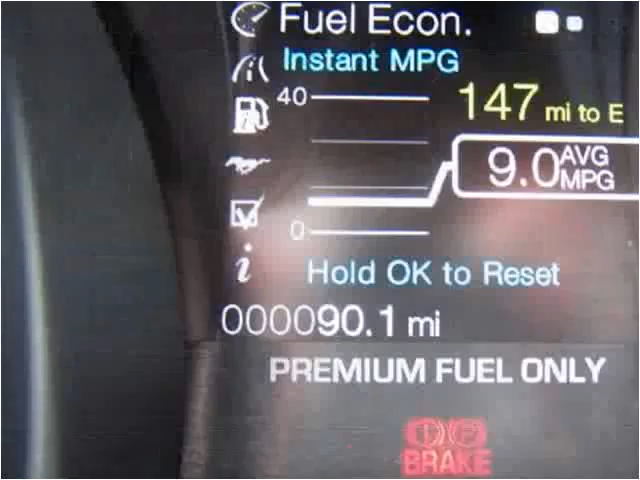 Fuel Econ.
Instant MPG
40
147 mi to E
9.0 AVG MPG
0
Hold OK to Reset
000090.1 mi
PREMIUM FUEL ONLY
BRAKE